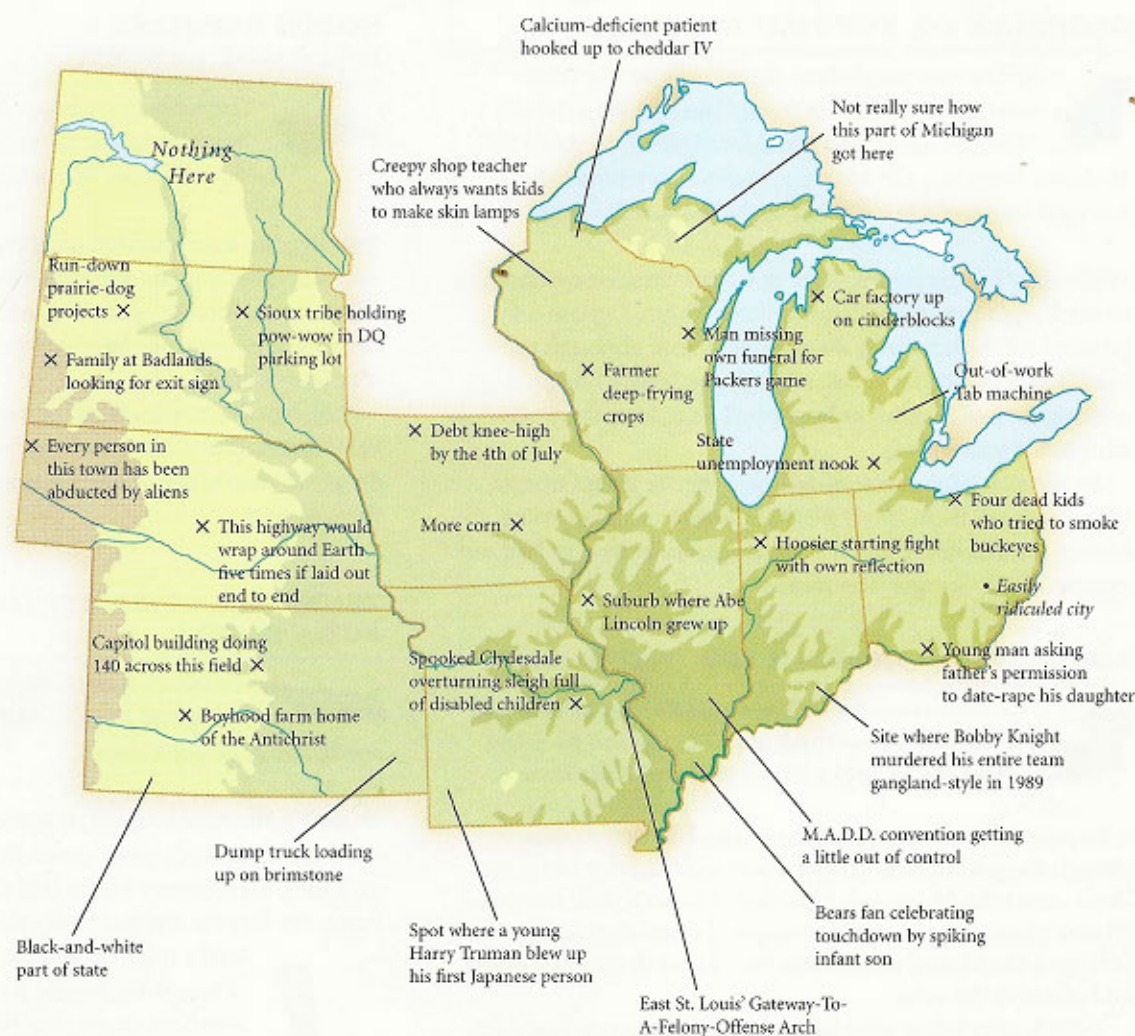 Calcium-deficient patient
hooked up to cheddar IV
Not really sure how
this part of Michigan
got here
Nothing
Here
Creepy shop teacher
who always wants kids
to make skin lamps
Run-down
prairie-dog
projects
Sioux tribe holding
pow-wow in DQ
parking lot
Car factory up
on cinderblocks
Man missing
own funeral for
Packers game
Family at Badlands
looking for exit sign
Farmer
deep-frying
crops
Out-of-work
Tab machine
Every person in
this town has been
abducted by aliens
Debt knee-high
by the 4th of July
State
unemployment nook
Four dead kids
who tried to smoke
buckeyes
This highway would
wrap around Earth
five times if laid out
end to end
More corn
Hoosier starting fight
with own reflection
Easily
ridiculed city
Suburb where Abe
Lincoln grew up
Capitol building doing
140 across this field
Spooked Clydesdale
overturning sleigh full
of disabled children
Young man asking
father's permission
to date-rape his daughter
Boyhood farm home
of the Antichrist
Site where Bobby Knight
murdered his entire team
gangland-style in 1989
Dump truck loading
up on brimstone
M.A.D.D. convention getting
a little out of control
Black-and-white
part of state
Spot where a young
Harry Truman blew up
his first Japanese person
Bears fan celebrating
touchdown by spiking
infant son
East St. Louis' Gateway-To-
A-Felony-Offense Arch